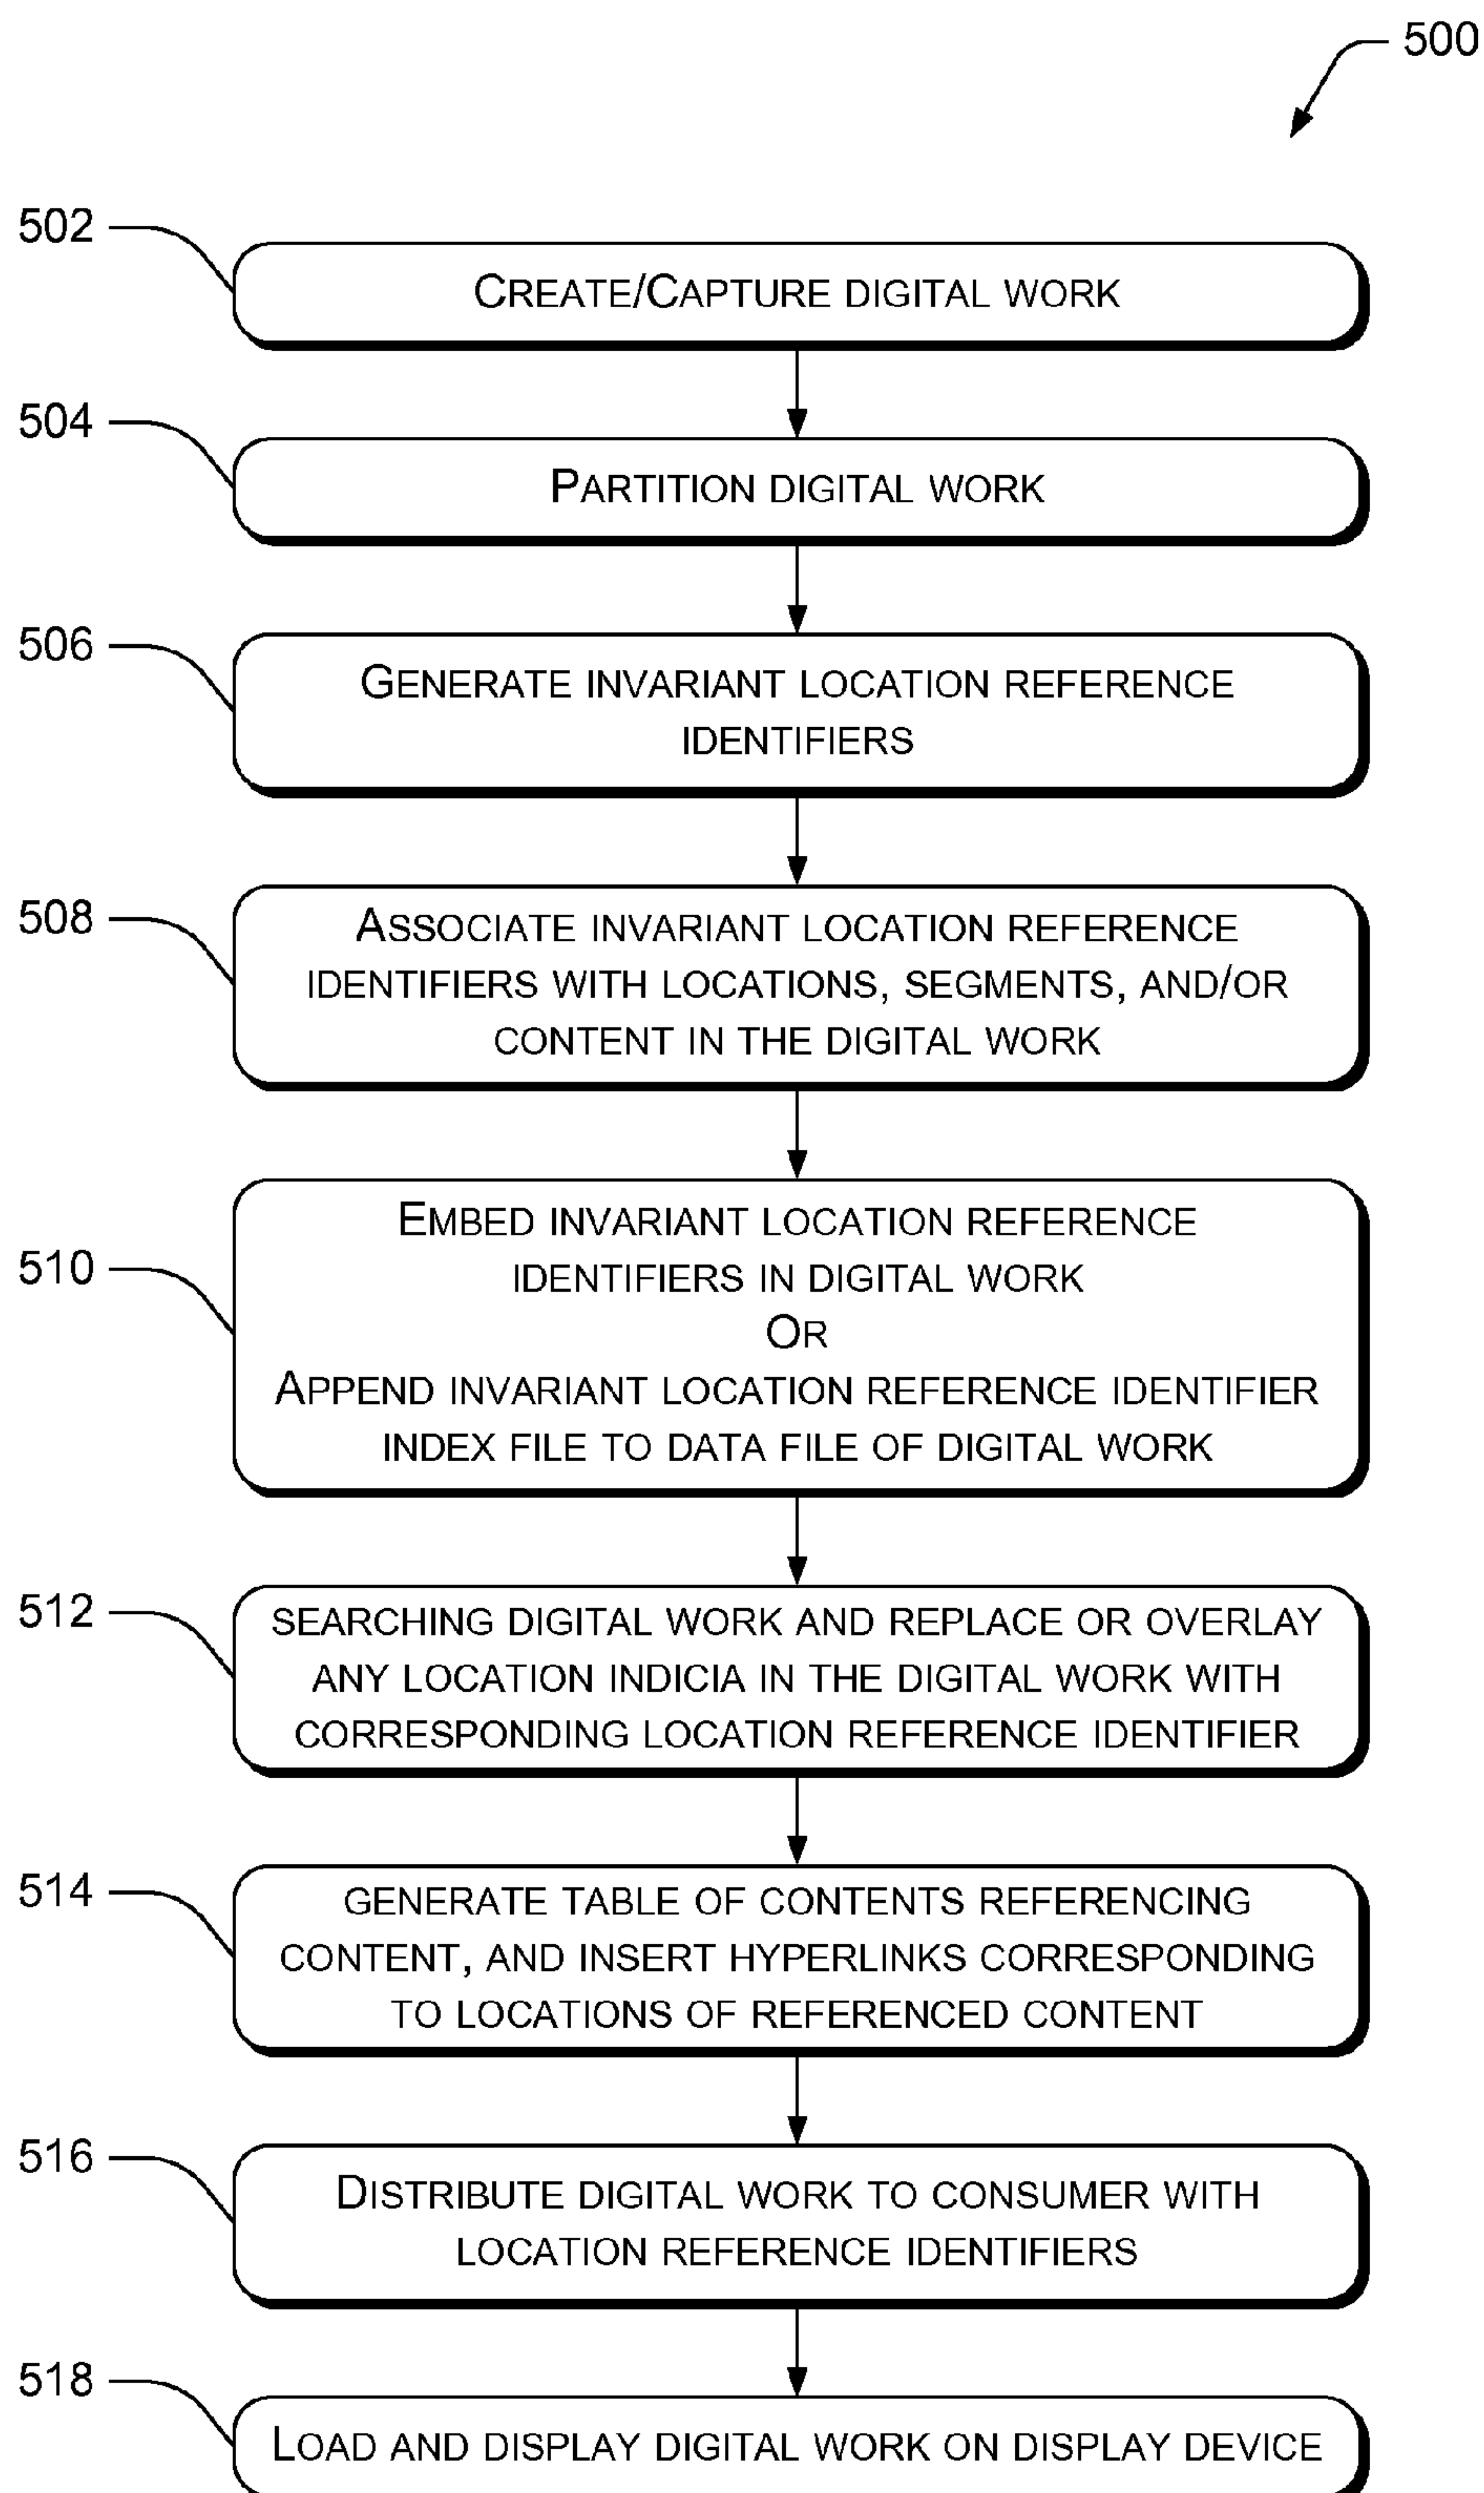 500
502
CREATE/CAPTURE DIGITAL WORK
504
PARTITION DIGITAL WORK
506
GENERATE INVARIANT LOCATION REFERENCE
IDENTIFIERS
508
ASSOCIATE INVARIANT LOCATION REFERENCE
IDENTIFIERS WITH LOCATIONS, SEGMENTS, AND/OR
CONTENT IN THE DIGITAL WORK
510
EMBED INVARIANT LOCATION REFERENCE
IDENTIFIERS IN DIGITAL WORK
OR
APPEND INVARIANT LOCATION REFERENCE IDENTIFIER
INDEX FILE TO DATA FILE OF DIGITAL WORK
512
SEARCHING DIGITAL WORK AND REPLACE OR OVERLAY
ANY LOCATION INDICIA IN THE DIGITAL WORK WITH
CORRESPONDING LOCATION REFERENCE IDENTIFIER
514
GENERATE TABLE OF CONTENTS REFERENCING
CONTENT, AND INSERT HYPERLINKS CORRESPONDING
TO LOCATIONS OF REFERENCED CONTENT
516
DISTRIBUTE DIGITAL WORK TO CONSUMER WITH
LOCATION REFERENCE IDENTIFIERS
518
LOAD AND DISPLAY DIGITAL WORK ON DISPLAY DEVICE